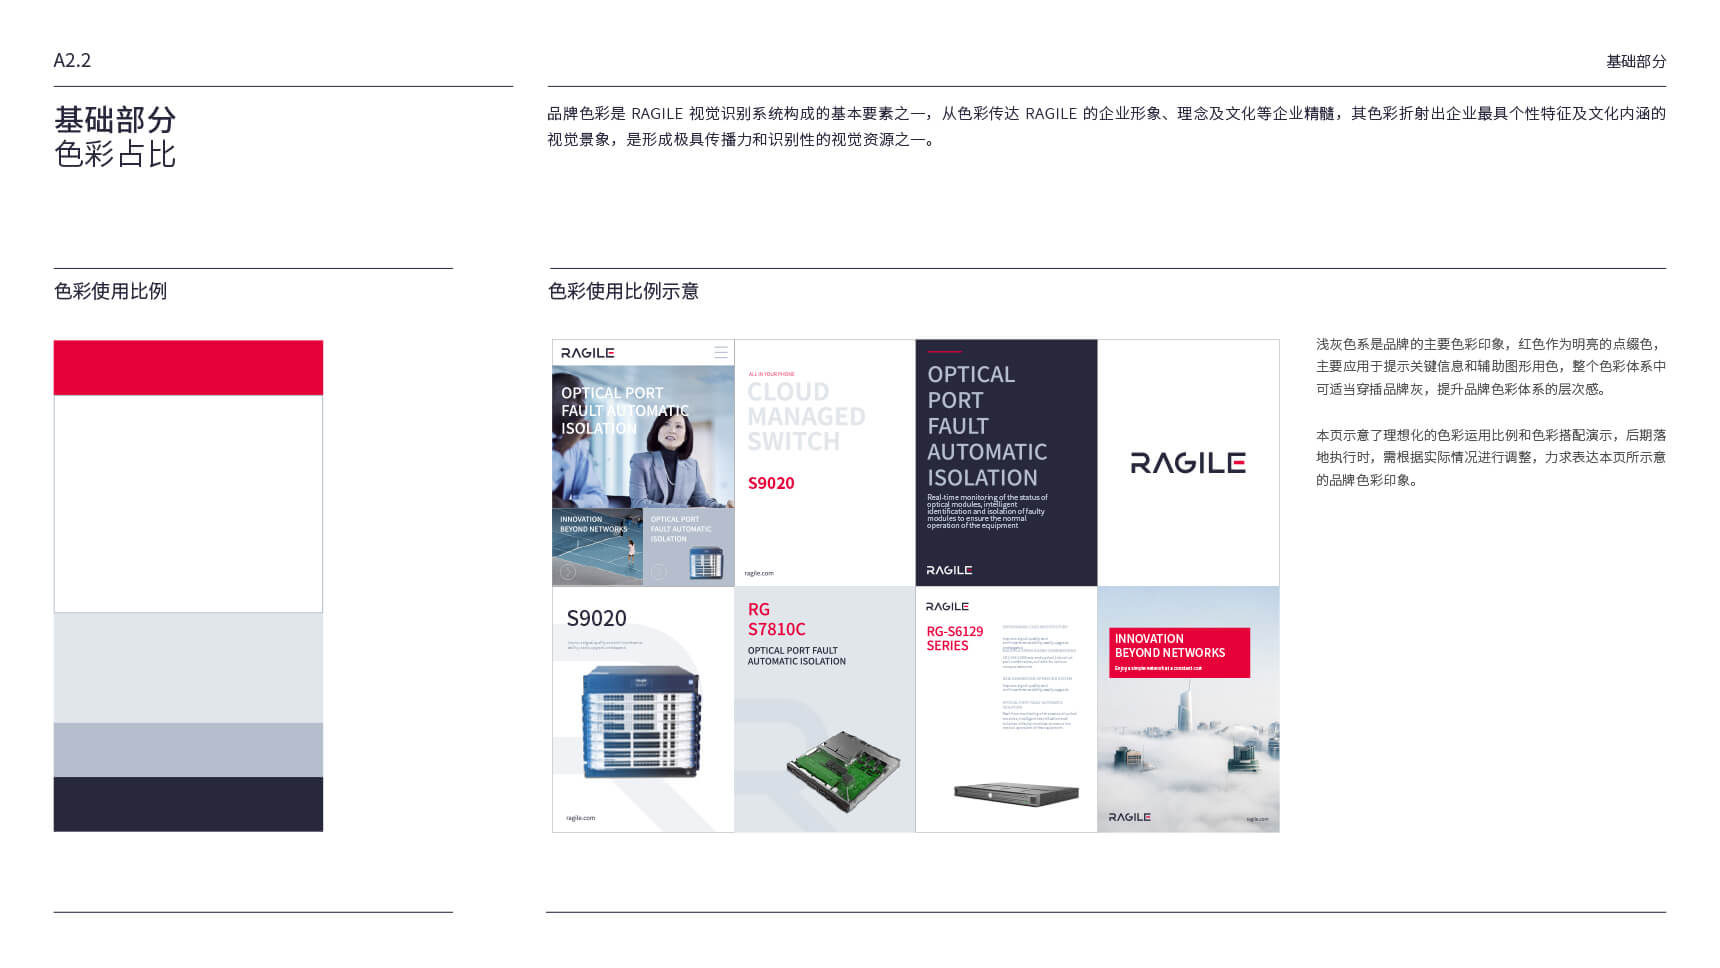 A2.2
基础部分
基础部分
色彩占比
品牌色彩是 RAGILE 视觉识别系统构成的基本要素之一，从色彩传达 RAGILE 的企业形象、理念及文化等企业精髓，其色彩折射出企业最具个性特征及文化内涵的
视觉景象，是形成极具传播力和识别性的视觉资源之一。
色彩使用比例
色彩使用比例示意
RAGILE
OPTICAL PORT
FAULT AUTOMATIC
ISOLATION
INNOVATION
BEYOND NETWORKS
OPTICAL PORT
FAULT AUTOMATIC
ISOLATION
ALL IN YOUR PHONE
CLOUD
MANAGED
SWITCH
S9020
ragile.com
OPTICAL
PORT
FAULT
AUTOMATIC
ISOLATION
Real-time monitoring of the status of
optical modules, intelligent
identification and isolation of faulty
modules to ensure the normal
operation of the equipment
RAGILE
RAGILE
S9020
ragile.com
RG
S7810C
OPTICAL PORT FAULT
AUTOMATIC ISOLATION
RAGILE
RG-S6129
SERIES
INNOVATION
BEYOND NETWORKS
Enjoy a simple network at a constant cost
RAGILE
ragile.com
浅灰色系是品牌的主要色彩印象，红色作为明亮的点缀色，
主要应用于提示关键信息和辅助图形用色，整个色彩体系中
可适当穿插品牌灰，提升品牌色彩体系的层次感。
本页示意了理想化的色彩运用比例和色彩搭配演示，后期落
地执行时，需根据实际情况进行调整，力求表达本页所示意
的品牌色彩印象。